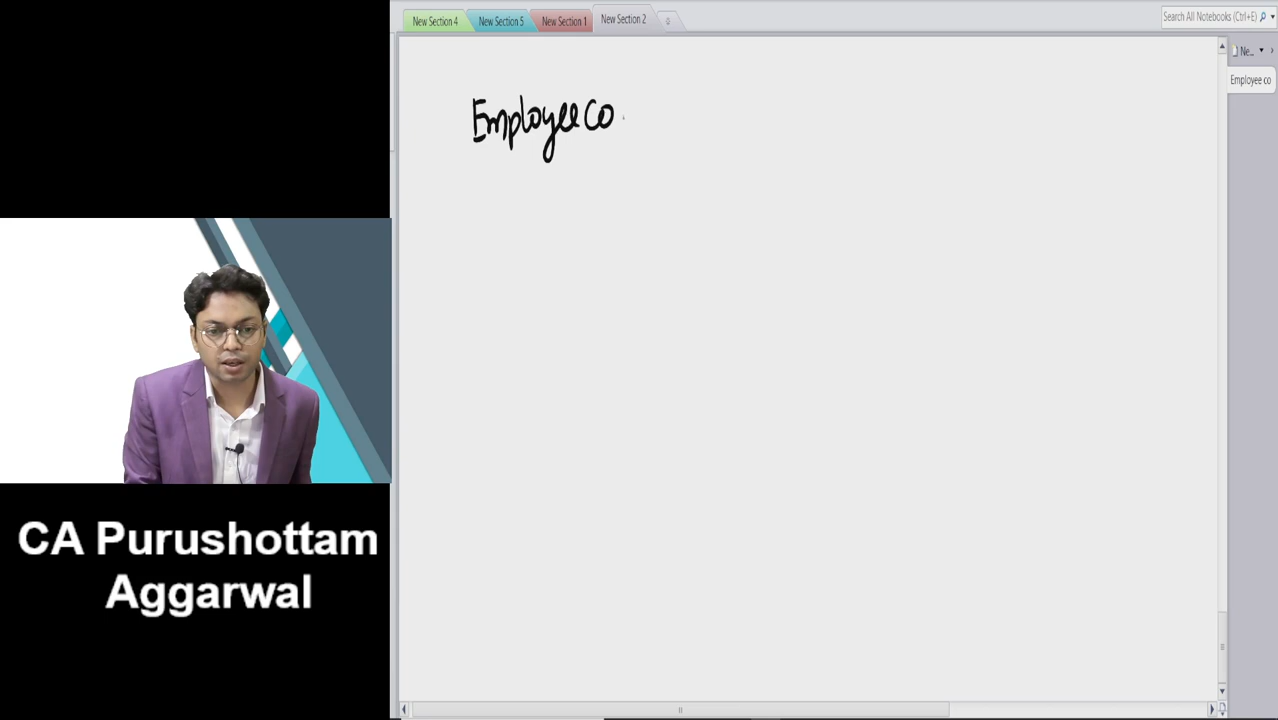 New Section 4
New Section 5
New Section 1
New Section 2
Search All Notebooks (Ctrl+E)
Ne...
Employee co
Employee Co
CA Purushottam
Aggarwal